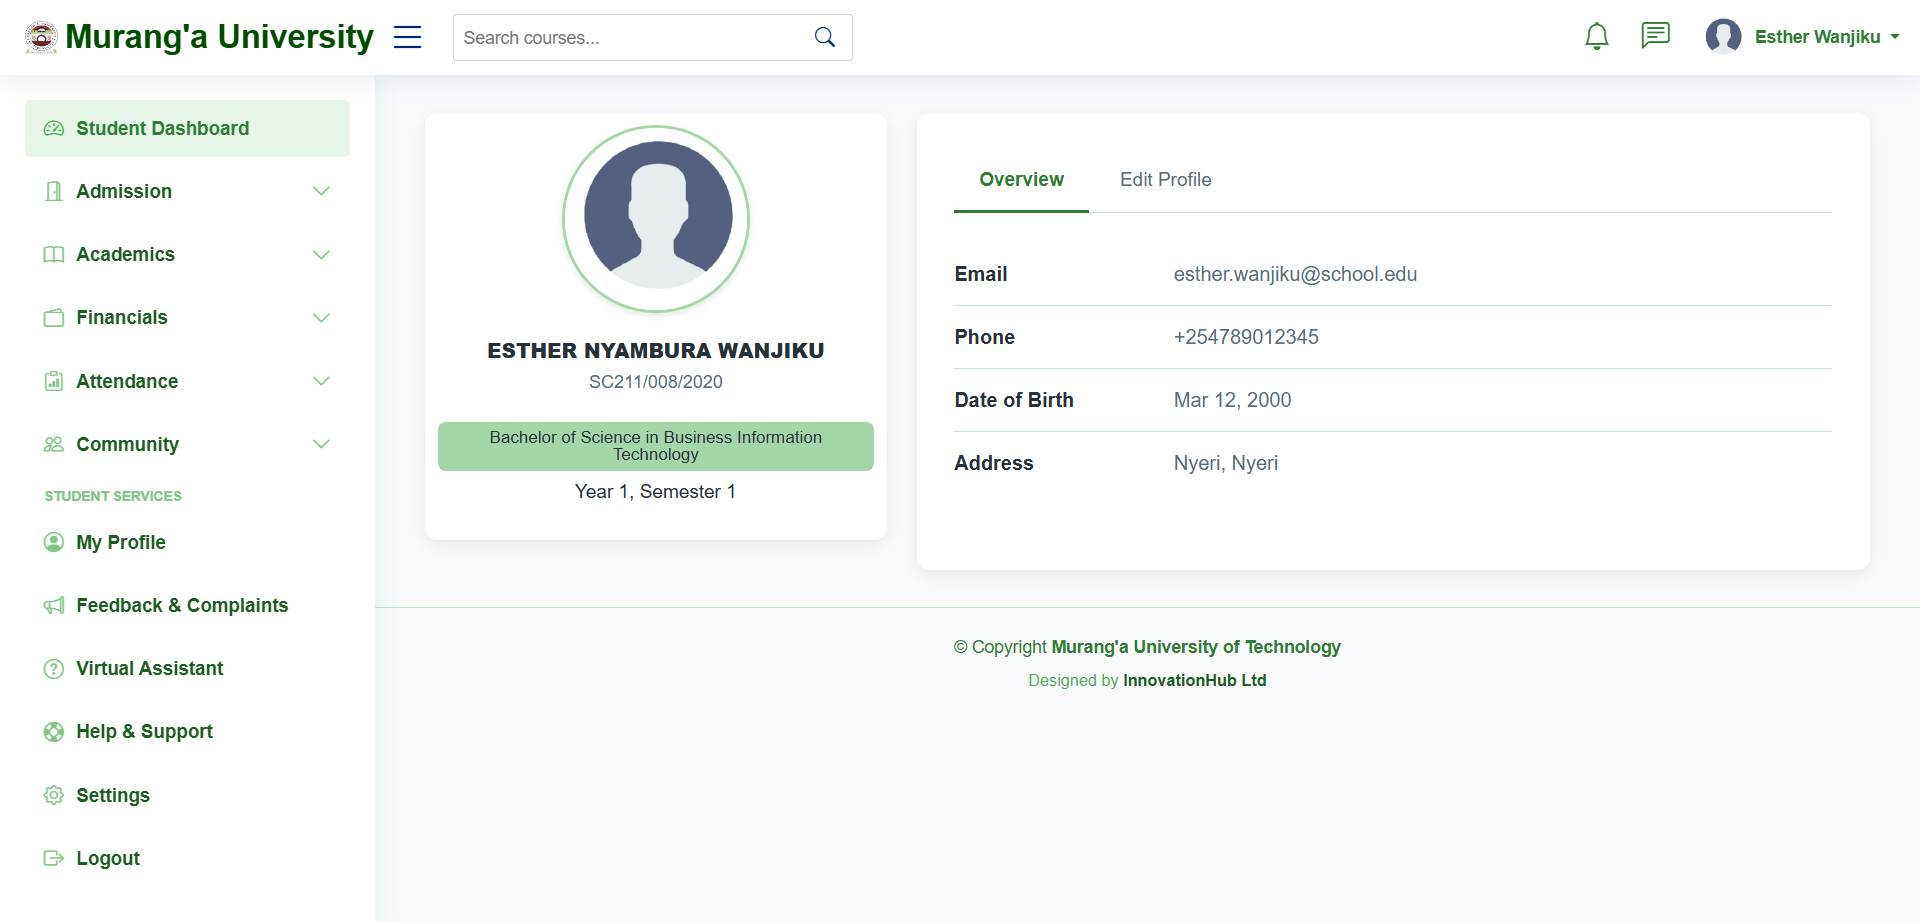 Murang'a University
Search courses...
Esther Wanjiku
Student Dashboard
Admission
Academics
Financials
Attendance
Community
STUDENT SERVICES
My Profile
Feedback & Complaints
Virtual Assistant
Help & Support
Settings
Logout
ESTHER NYAMBURA WANJIKU
SC211/008/2020
Bachelor of Science in Business Information
Technology
Year 1, Semester 1
Overview
Edit Profile
Email esther.wanjiku@school.edu
Phone +254789012345
Date of Birth Mar 12, 2000
Address Nyeri, Nyeri
© Copyright Murang'a University of Technology
Designed by InnovationHub Ltd